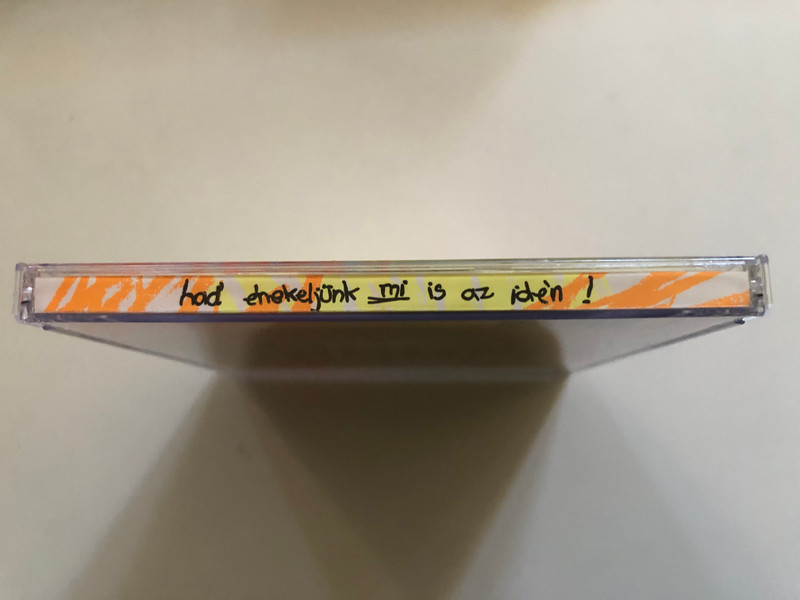 had énekeljünk mi is az idén !